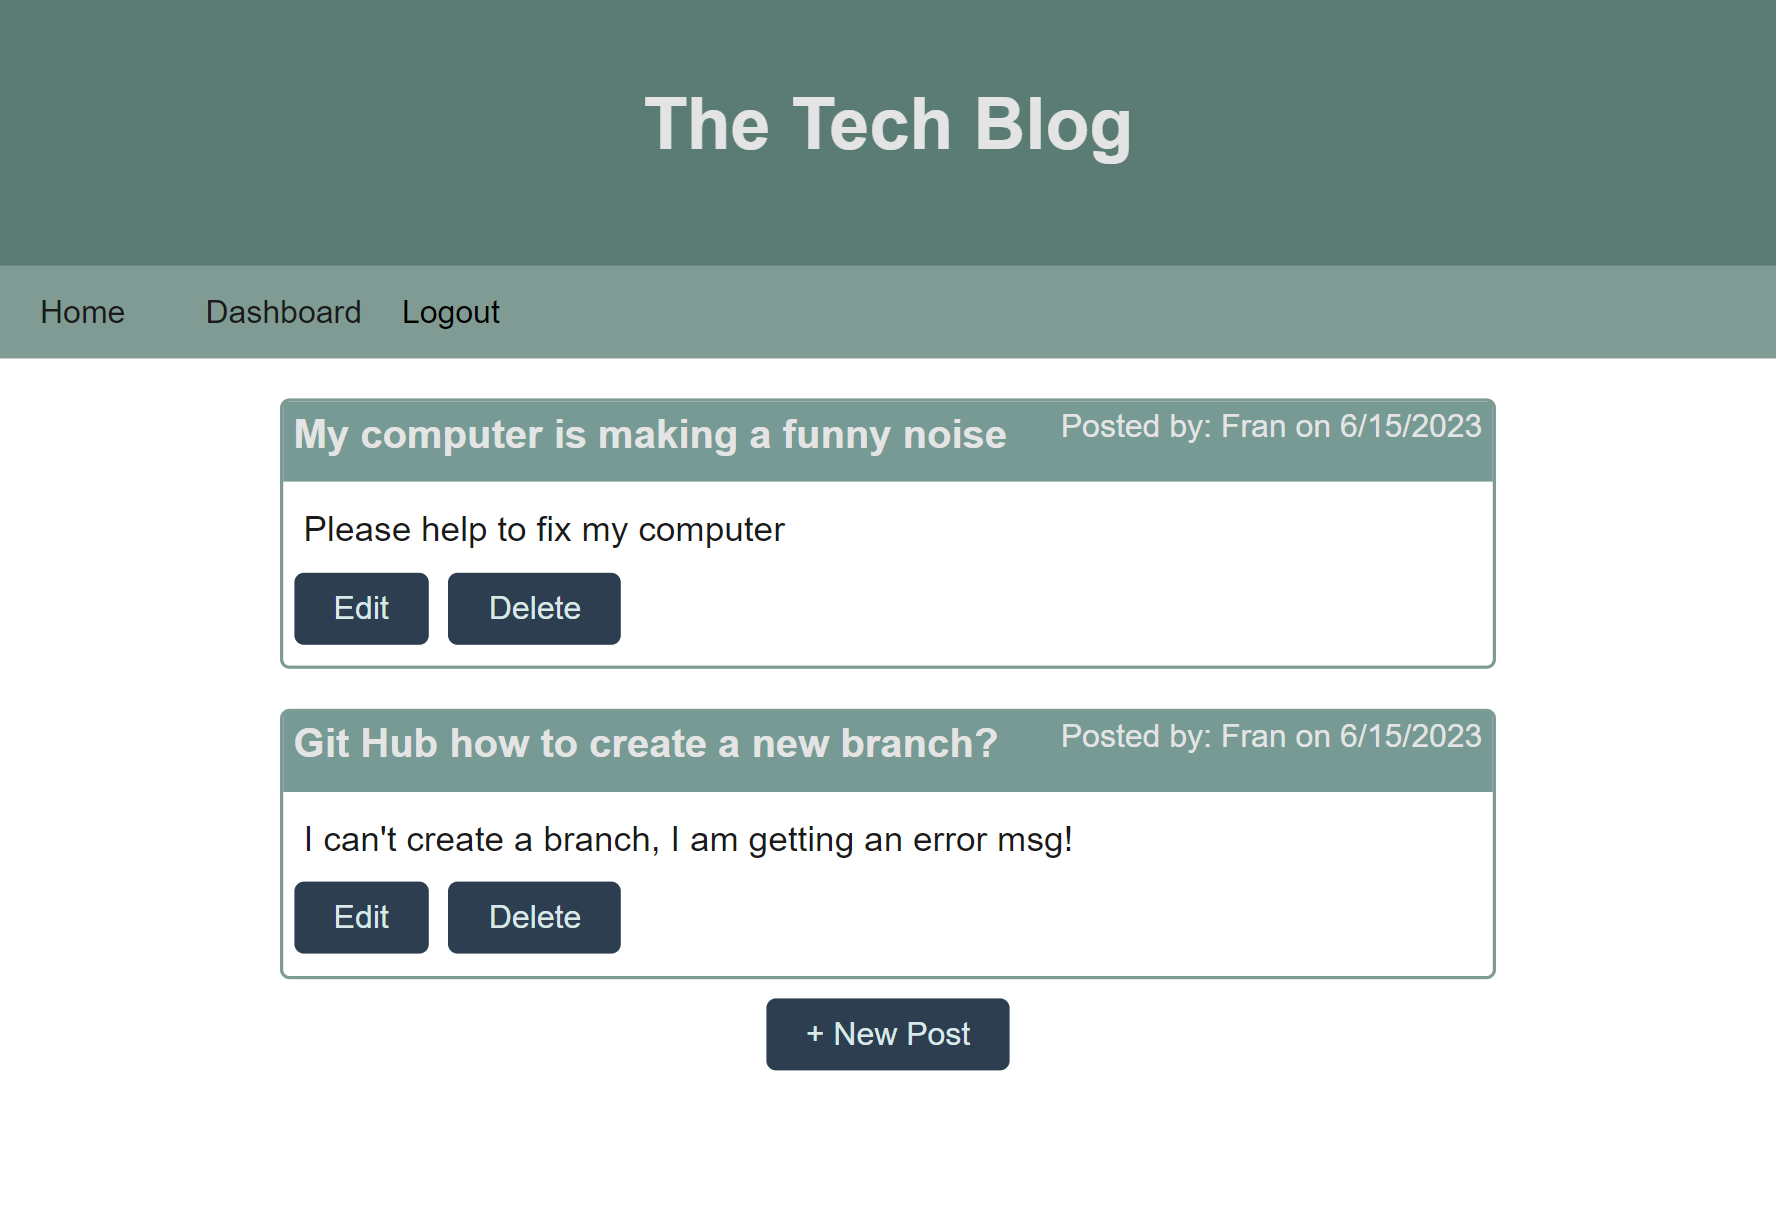 The Tech Blog
Home Dashboard Logout
My computer is making a funny noise Posted by: Fran on 6/15/2023
Please help to fix my computer
Edit Delete
Git Hub how to create a new branch? Posted by: Fran on 6/15/2023
I can't create a branch, I am getting an error msg!
Edit Delete
+ New Post